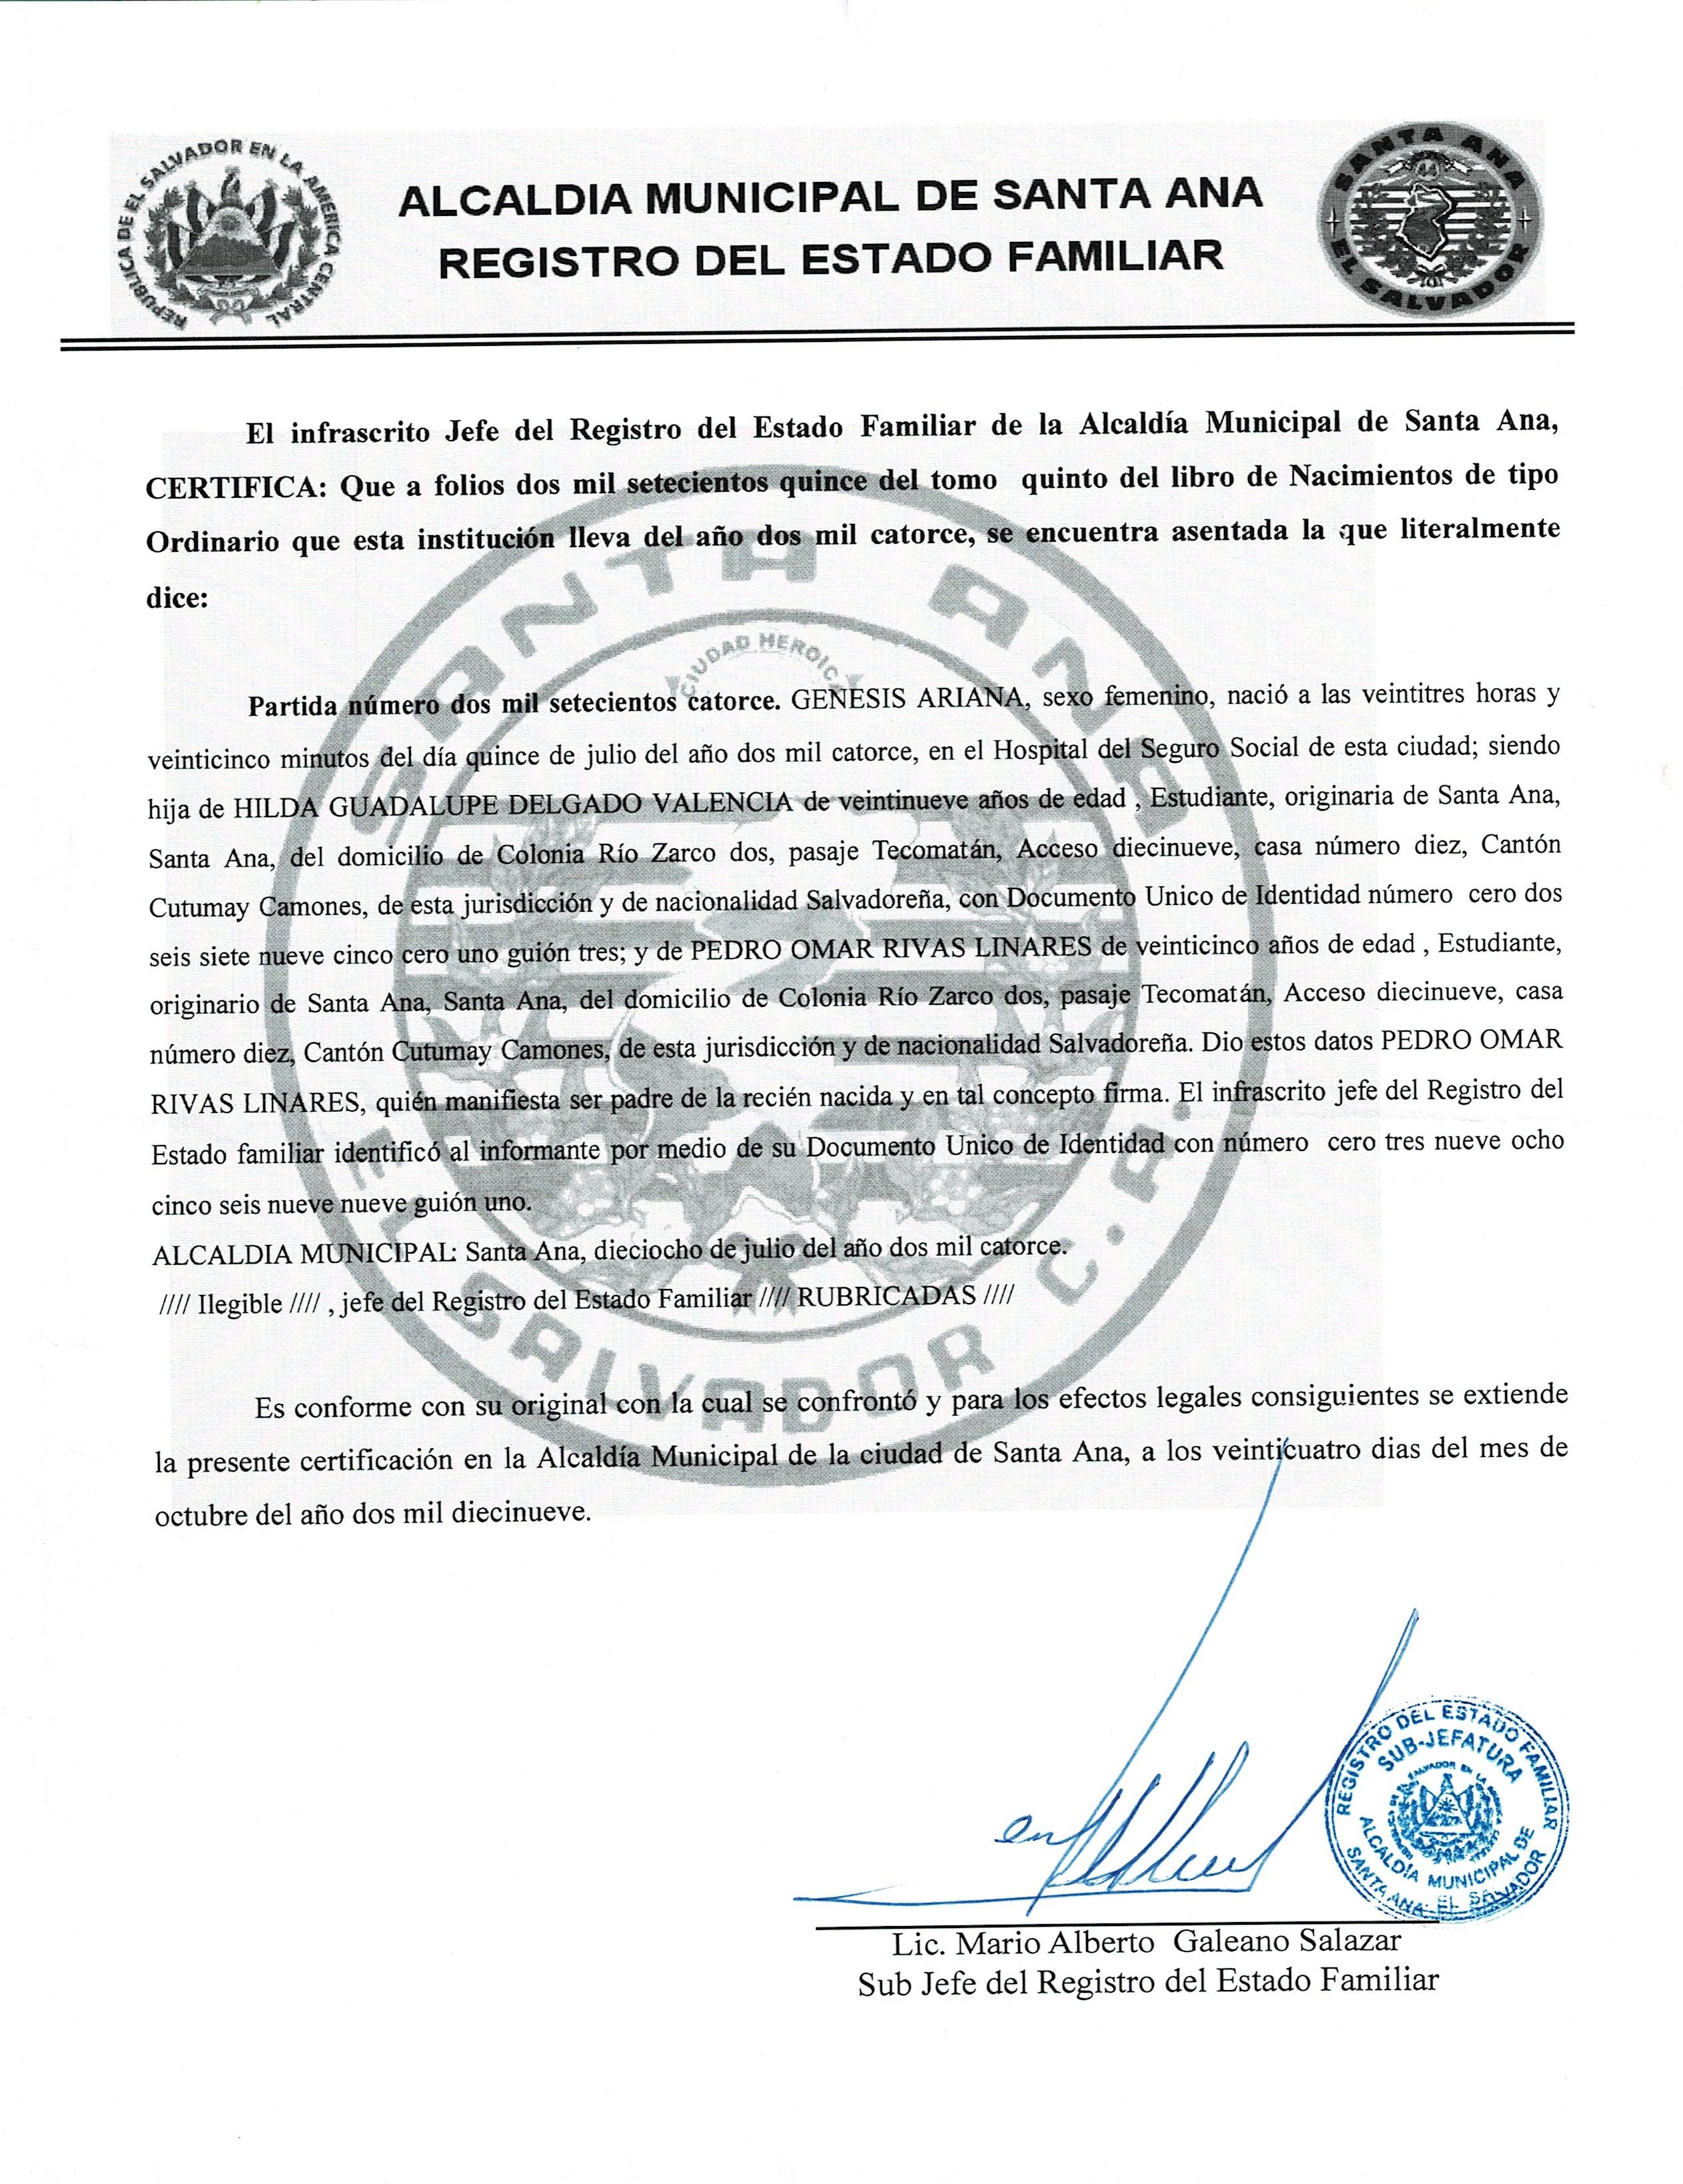 REPUBLICA DE EL SALVADOR EN LA AMERICA CENTRAL
ALCALDIA MUNICIPAL DE SANTA ANA
REGISTRO DEL ESTADO FAMILIAR
SANTA ANA
44
EL SALVADOR
El infrascrito Jefe del Registro del Estado Familiar de la Alcaldía Municipal de Santa Ana,
CERTIFICA: Que a folios dos mil setecientos quince del tomo quinto del libro de Nacimientos de tipo
Ordinario que esta institución lleva del año dos mil catorce, se encuentra asentada la que literalmente
dice:
SANTA ANA
CIUDAD HEROICA
Partida número dos mil setecientos catorce. GENESIS ARIANA, sexo femenino, nació a las veintitres horas y
veinticinco minutos del día quince de julio del año dos mil catorce, en el Hospital del Seguro Social de esta ciudad; siendo
hija de HILDA GUADALUPE DELGADO VALENCIA de veintinueve años de edad , Estudiante, originaria de Santa Ana,
Santa Ana, del domicilio de Colonia Río Zarco dos, pasaje Tecomatán, Acceso diecinueve, casa número diez, Cantón
Cutumay Camones, de esta jurisdicción y de nacionalidad Salvadoreña, con Documento Unico de Identidad número cero dos
seis siete nueve cinco cero uno guión tres; y de PEDRO OMAR RIVAS LINARES de veinticinco años de edad , Estudiante,
originario de Santa Ana, Santa Ana, del domicilio de Colonia Río Zarco dos, pasaje Tecomatán, Acceso diecinueve, casa
número diez, Cantón Cutumay Camones, de esta jurisdicción y de nacionalidad Salvadoreña. Dio estos datos PEDRO OMAR
RIVAS LINARES, quién manifiesta ser padre de la recién nacida y en tal concepto firma. El infrascrito jefe del Registro del
Estado familiar identificó al informante por medio de su Documento Unico de Identidad con número cero tres nueve ocho
cinco seis nueve nueve guión uno.
ALCALDIA MUNICIPAL: Santa Ana, dieciocho de julio del año dos mil catorce.
//// Ilegible //// , jefe del Registro del Estado Familiar //// RUBRICADAS ////
EL SALVADOR C.A.
Es conforme con su original con la cual se confrontó y para los efectos legales consiguientes se extiende
la presente certificación en la Alcaldía Municipal de la ciudad de Santa Ana, a los veinticuatro dias del mes de
octubre del año dos mil diecinueve.
REGISTRO DEL ESTADO FAMILIAR
SUB-JEFATURA
ALCALDÍA MUNICIPAL DE
SANTA ANA. EL SALVADOR
Lic. Mario Alberto Galeano Salazar
Sub Jefe del Registro del Estado Familiar